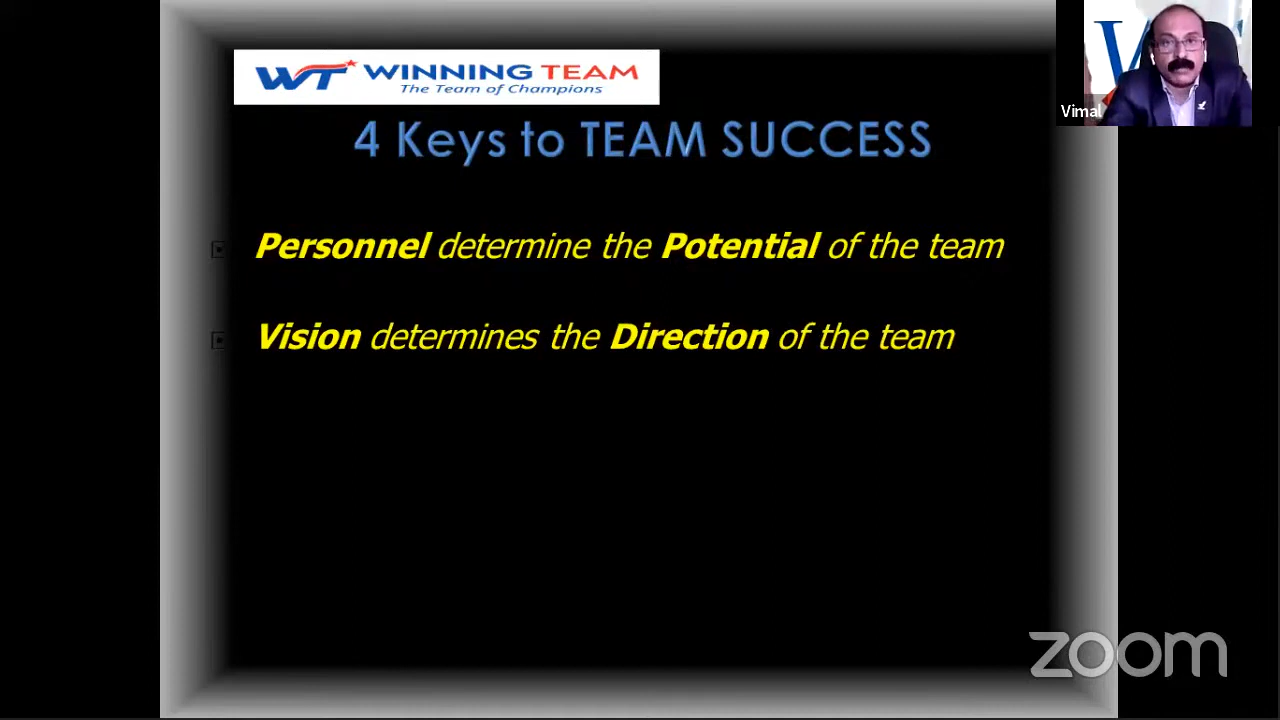 WT WINNING TEAM
The Team of Champions
4 Keys to TEAM SUCCESS
Personnel determine the Potential of the team
Vision determines the Direction of the team
Vimal
zoom